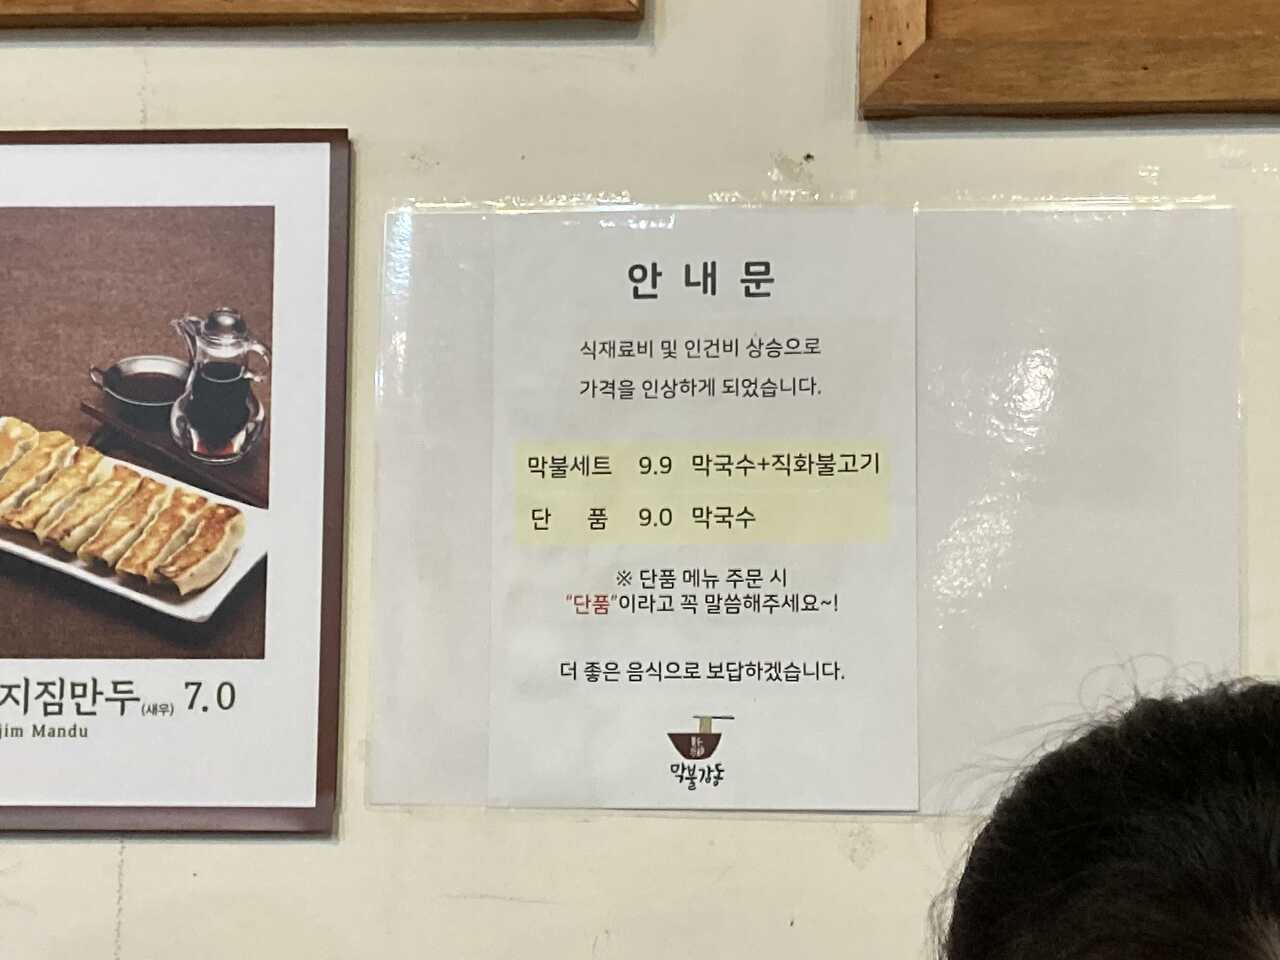 지짐만두(새우) 7.0
jim Mandu
안 내 문
식재료비 및 인건비 상승으로
가격을 인상하게 되었습니다.
막불세트 9.9 막국수+직화불고기
단 품 9.0 막국수
※ 단품 메뉴 주문 시
"단품"이라고 꼭 말씀해주세요~!
더 좋은 음식으로 보답하겠습니다.
막불감동